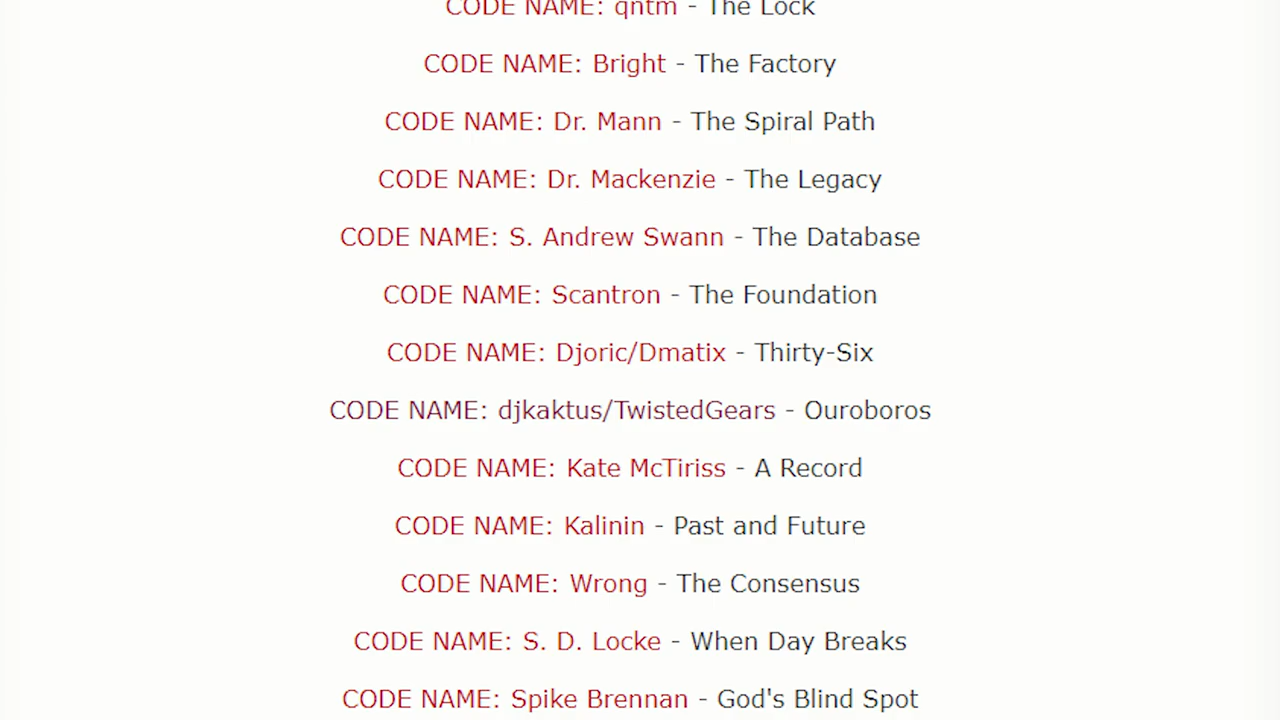 CODE NAME: qntm - The Lock
CODE NAME: Bright - The Factory
CODE NAME: Dr. Mann - The Spiral Path
CODE NAME: Dr. Mackenzie - The Legacy
CODE NAME: S. Andrew Swann - The Database
CODE NAME: Scantron - The Foundation
CODE NAME: Djoric/Dmatix - Thirty-Six
CODE NAME: djkaktus/TwistedGears - Ouroboros
CODE NAME: Kate McTiriss - A Record
CODE NAME: Kalinin - Past and Future
CODE NAME: Wrong - The Consensus
CODE NAME: S. D. Locke - When Day Breaks
CODE NAME: Spike Brennan - God's Blind Spot